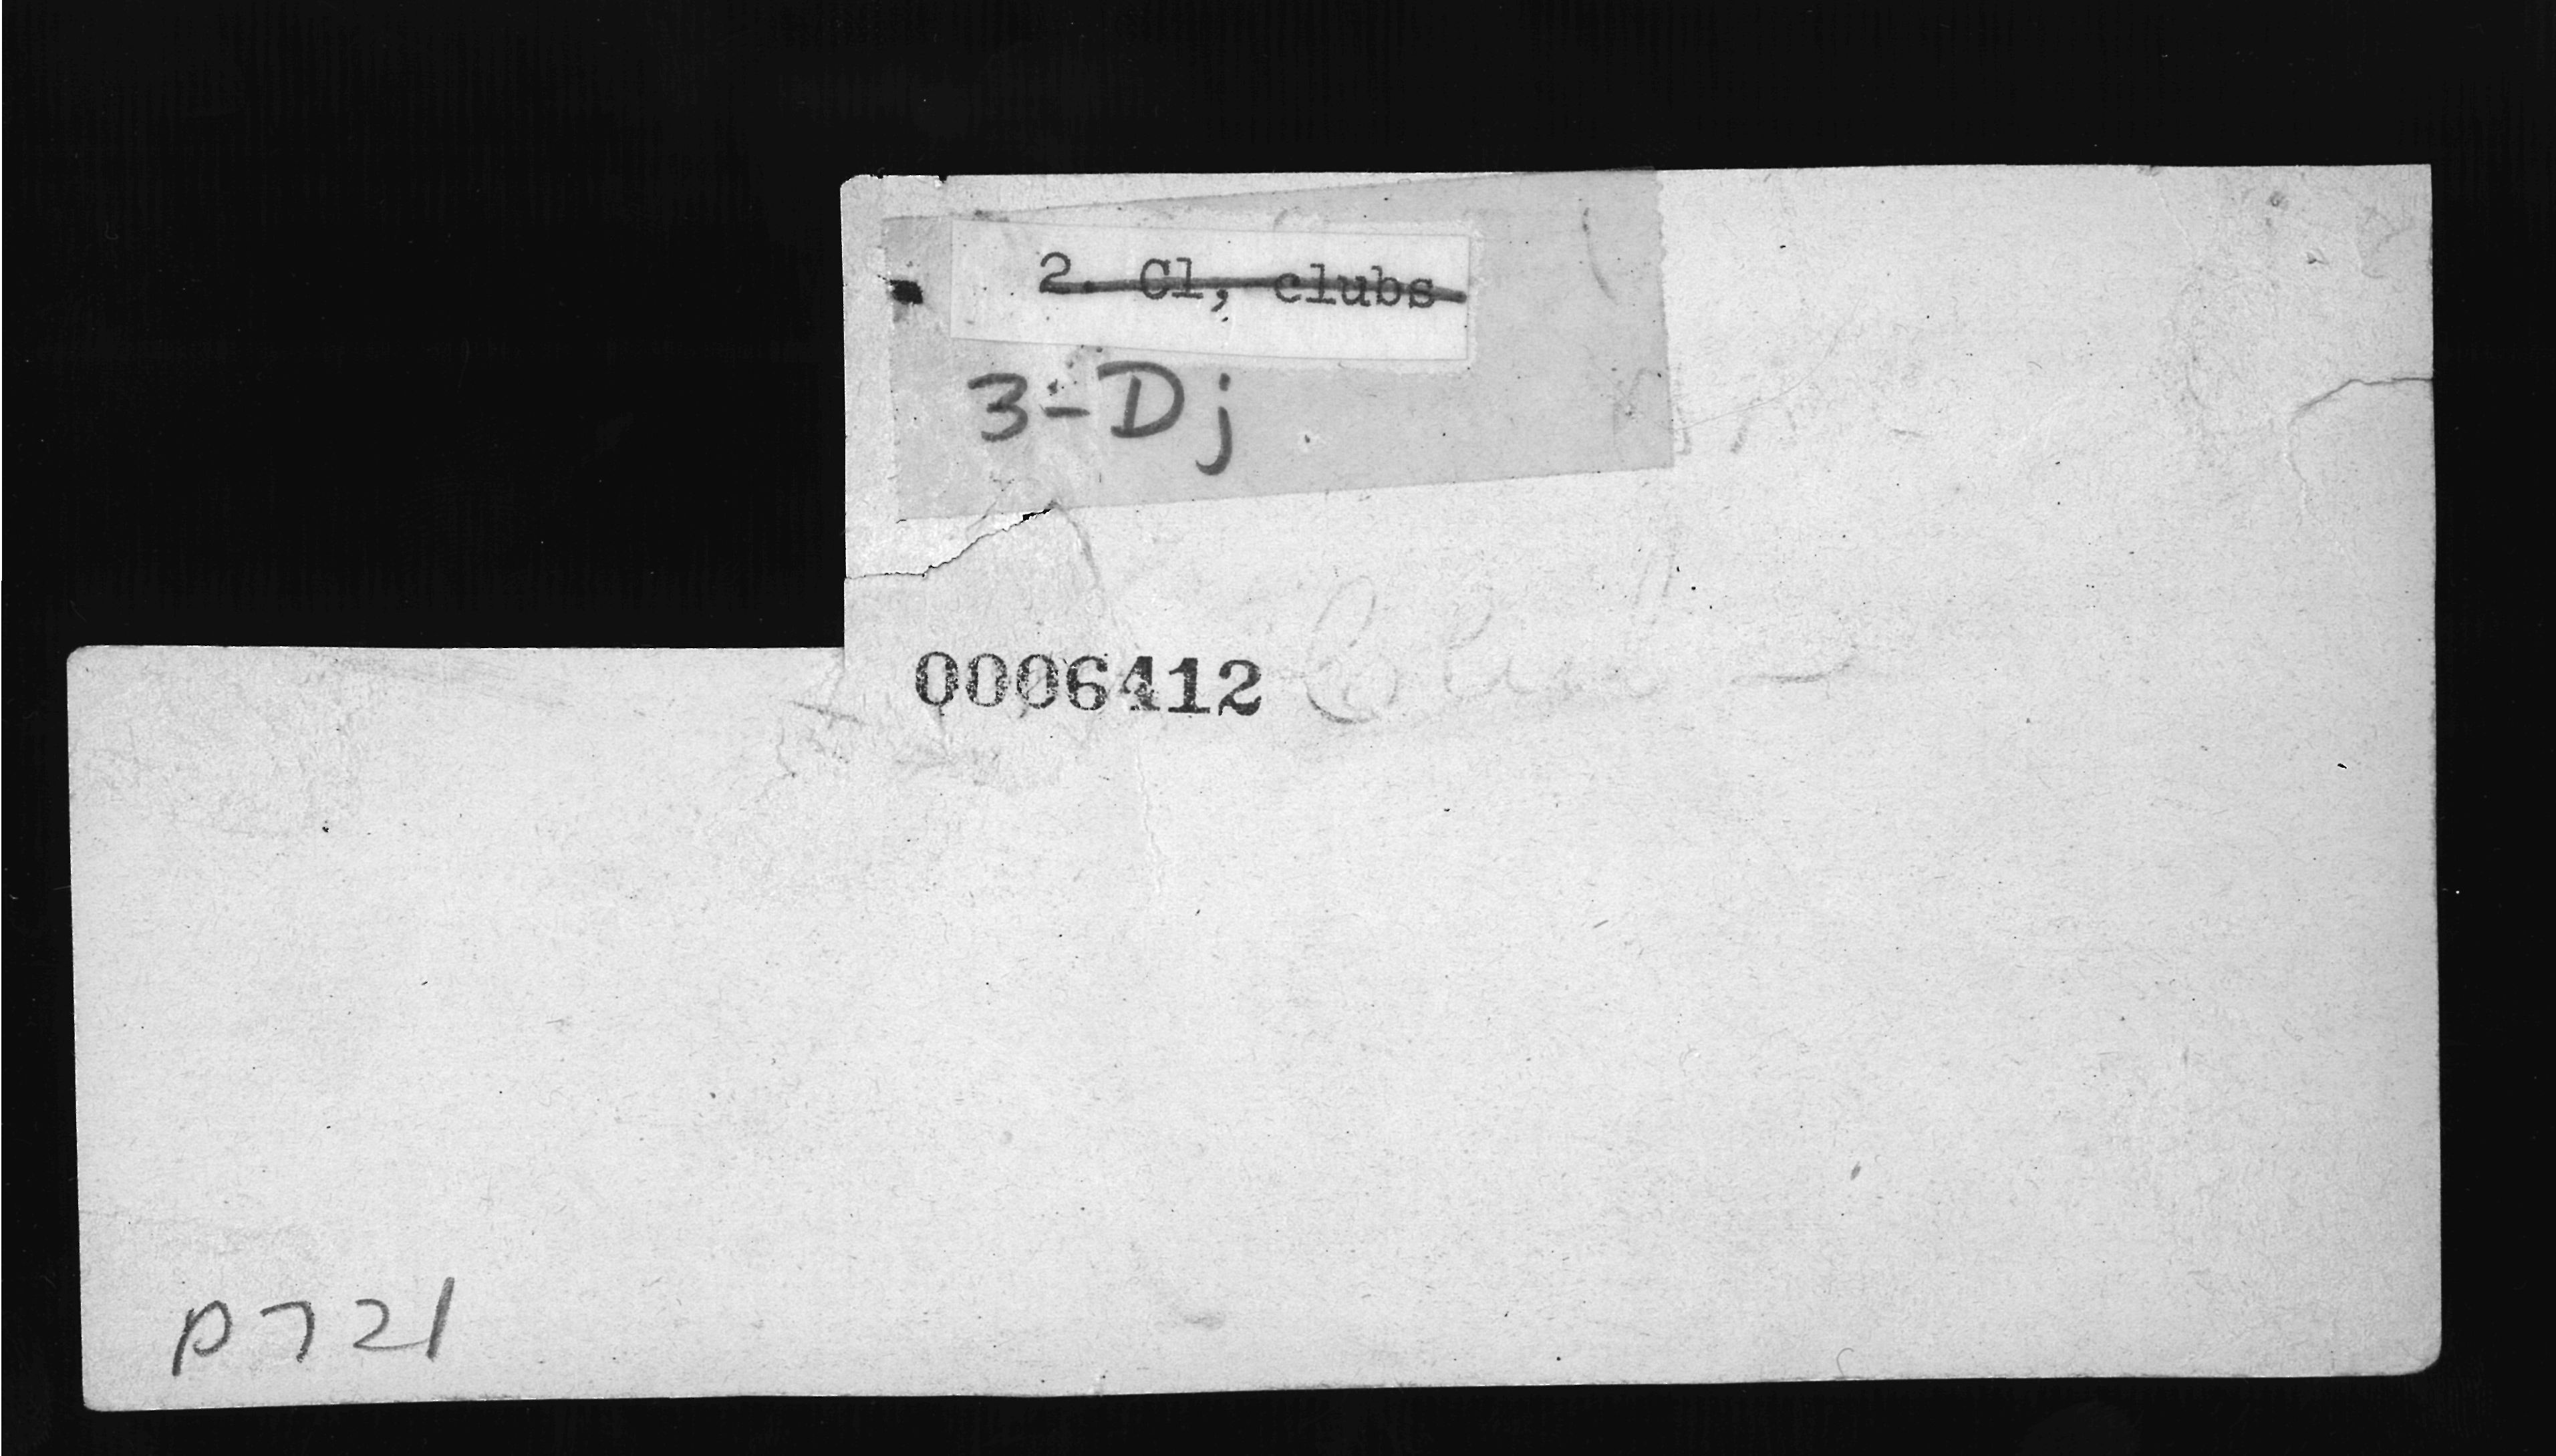 2. Cl, clubs
3-Dj
0006412
p721